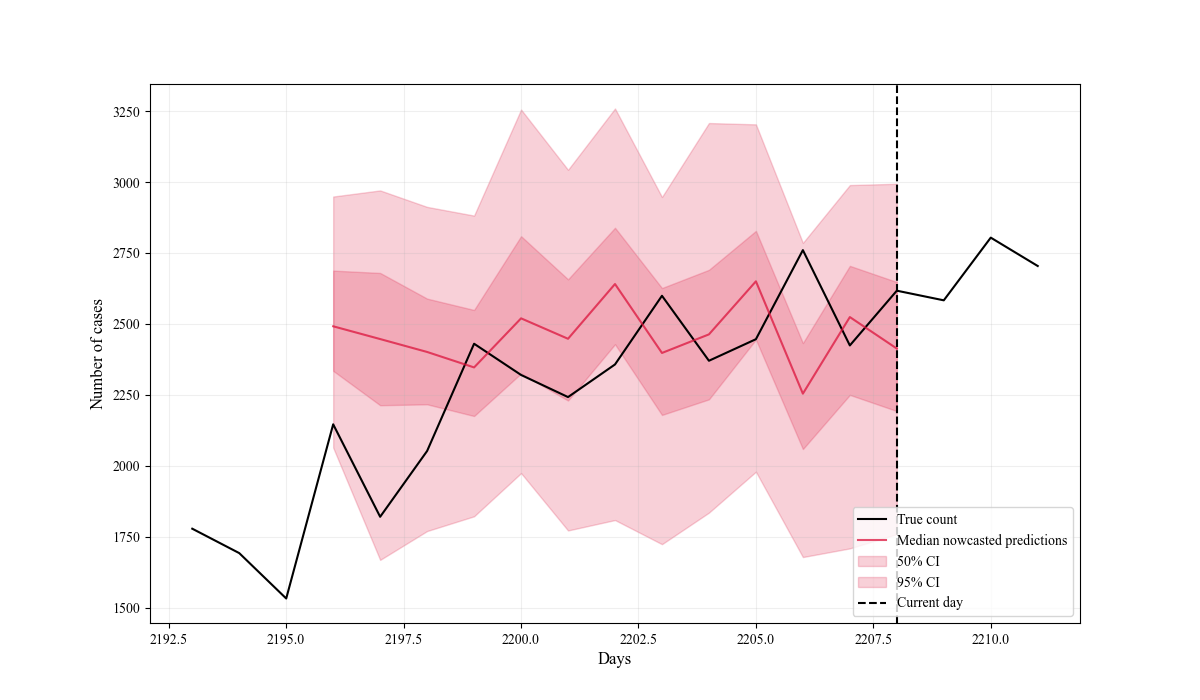 3250
3000
2750
2500
2250
2000
1750
1500
Number of cases
2192.5 2195.0 2197.5 2200.0 2202.5 2205.0 2207.5 2210.0
Days
True count
Median nowcasted predictions
50% CI
95% CI
Current day